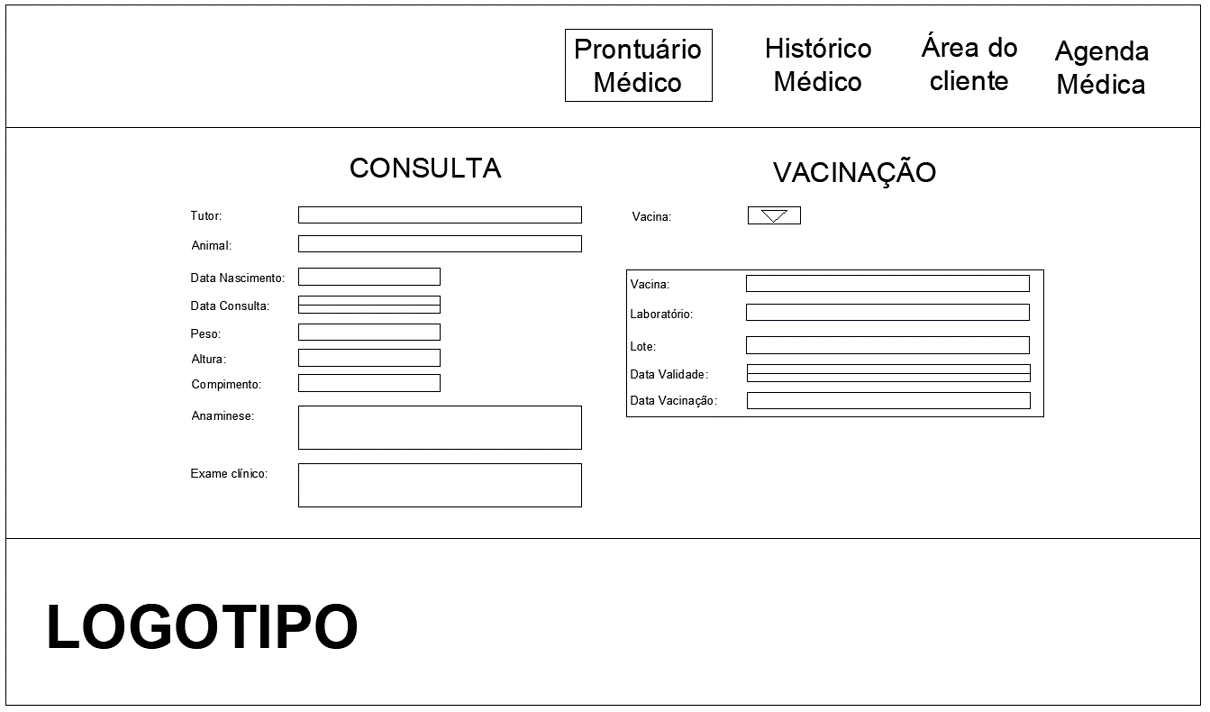 Prontuário
Médico
Histórico
Médico
Área do
cliente
Agenda
Médica
CONSULTA
Tutor:
Animal:
Data Nascimento:
Data Consulta:
Peso:
Altura:
Compimento:
Anaminese:
Exame clínico:
VACINAÇÃO
Vacina:
Vacina:
Laboratório:
Lote:
Data Validade:
Data Vacinação:
LOGOTIPO